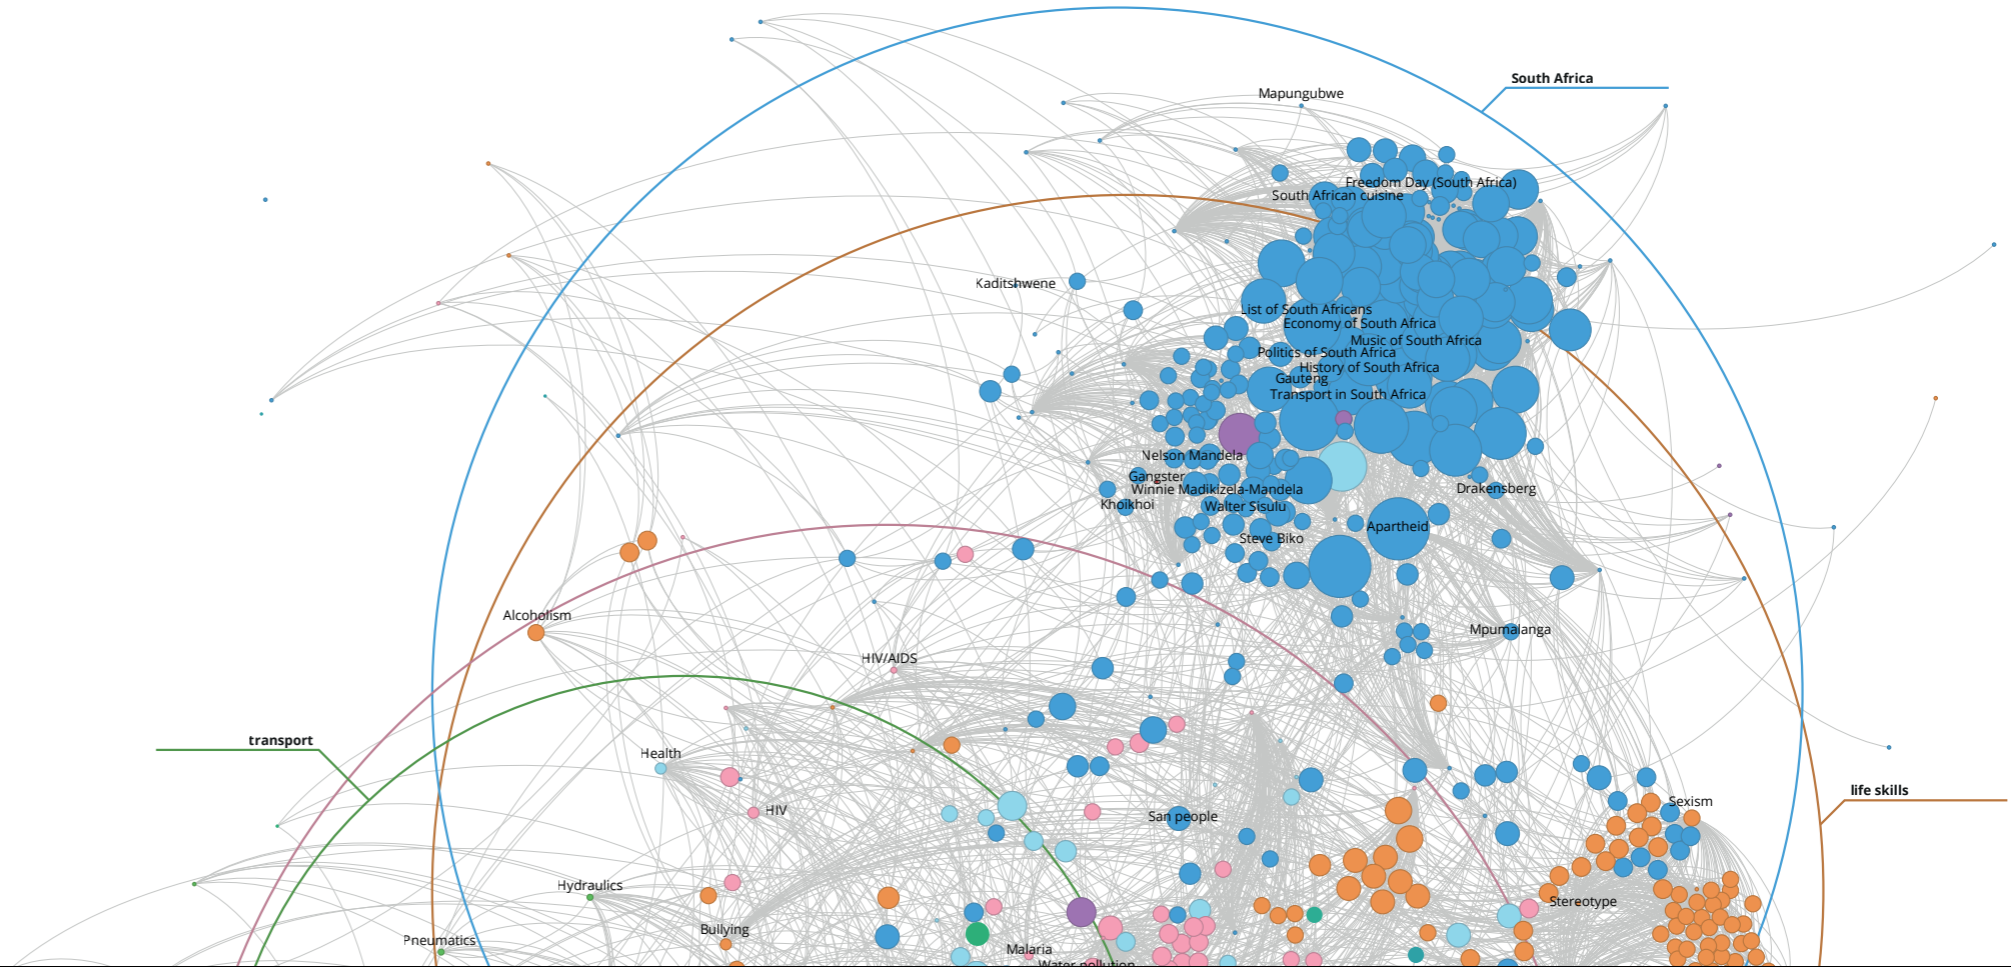 South Africa
Mapungubwe
Freedom Day (South Africa)
South African cuisine
Kaditshwene
List of South Africans
Economy of South Africa
Music of South Africa
Politics of South Africa
History of South Africa
Gauteng
Transport in South Africa
Nelson Mandela
Gangster
Winnie Madikizela-Mandela
Drakensberg
Khoikhoi
Walter Sisulu
Apartheid
Steve Biko
Alcoholism
Mpumalanga
HIV/AIDS
transport
Health
life skills
Sexism
HIV
San people
Hydraulics
Stereotype
Bullying
Pneumatics
Malaria
Water pollution